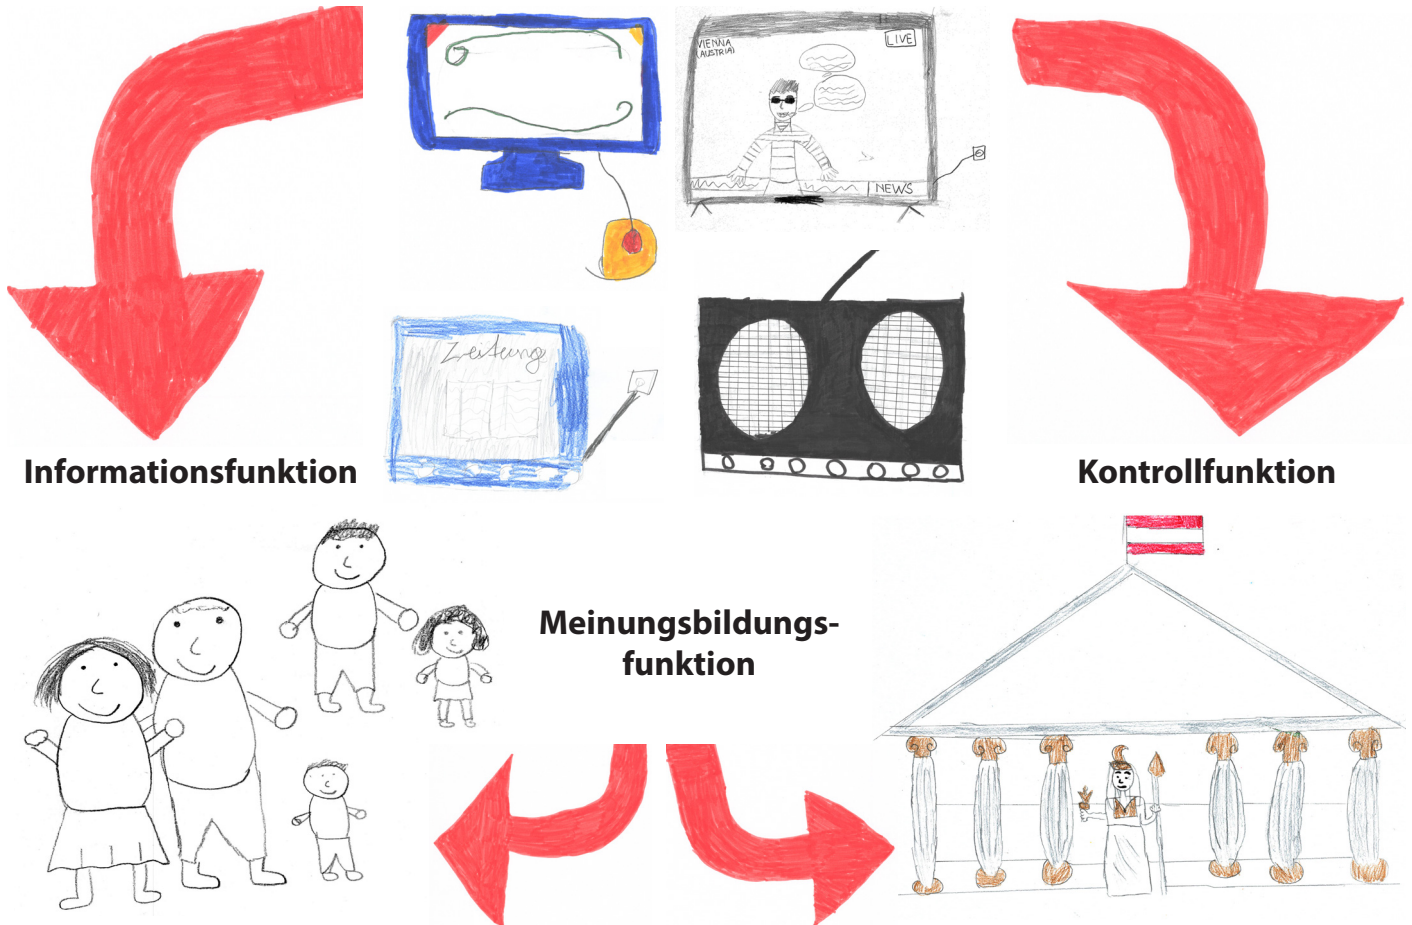 VIENNA
(AUSTRIA)
LIVE
NEWS
Zeitung
Informationsfunktion
Kontrollfunktion
Meinungsbildungs-
funktion